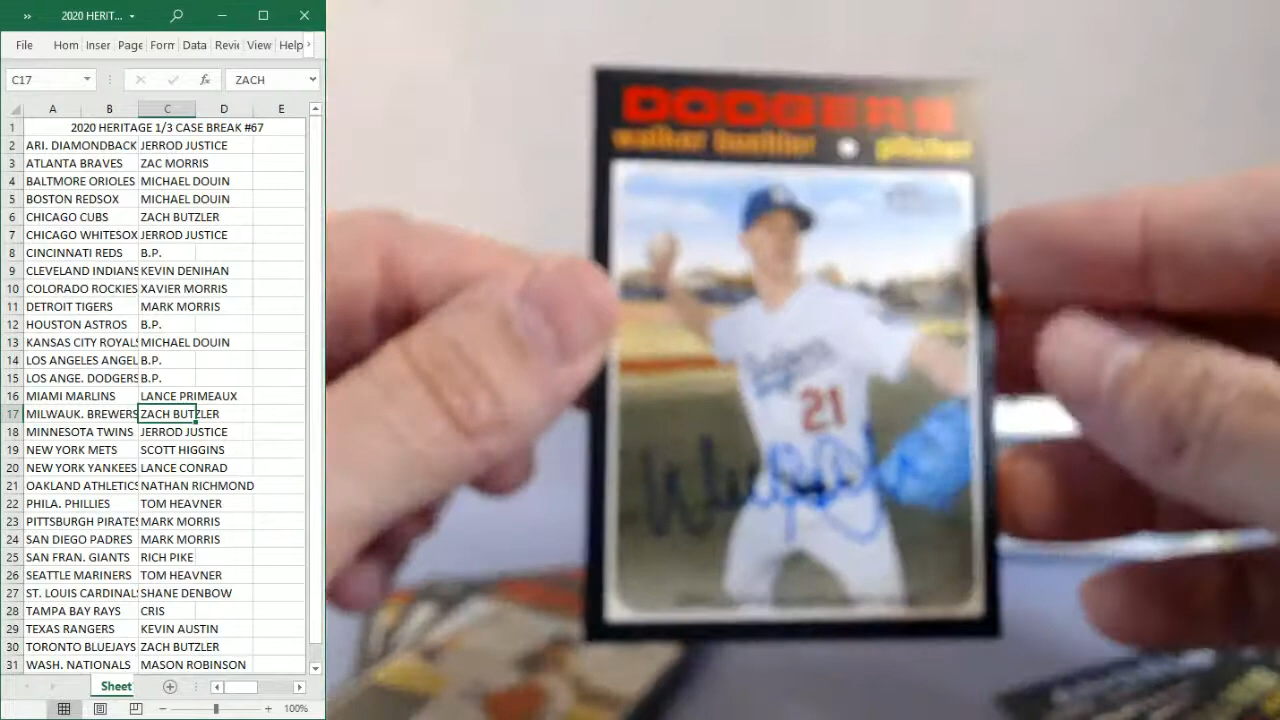 2020 HERIT...
File Hom Inser Page Forn Data Revie View Help
C17 fx ZACH
A B C D E
1 2020 HERITAGE 1/3 CASE BREAK #67
2 ARI. DIAMONDBACK JERROD JUSTICE
3 ATLANTA BRAVES ZAC MORRIS
4 BALTMORE ORIOLES MICHAEL DOUIN
5 BOSTON REDSOX MICHAEL DOUIN
6 CHICAGO CUBS ZACH BUTZLER
7 CHICAGO WHITESOX JERROD JUSTICE
8 CINCINNATI REDS B.P.
9 CLEVELAND INDIANS KEVIN DENIHAN
10 COLORADO ROCKIES XAVIER MORRIS
11 DETROIT TIGERS MARK MORRIS
12 HOUSTON ASTROS B.P.
13 KANSAS CITY ROYALS MICHAEL DOUIN
14 LOS ANGELES ANGEL B.P.
15 LOS ANGE. DODGERS B.P.
16 MIAMI MARLINS LANCE PRIMEAUX
17 MILWAUK. BREWERS ZACH BUTZLER
18 MINNESOTA TWINS JERROD JUSTICE
19 NEW YORK METS SCOTT HIGGINS
20 NEW YORK YANKEES LANCE CONRAD
21 OAKLAND ATHLETICS NATHAN RICHMOND
22 PHILA. PHILLIES TOM HEAVNER
23 PITTSBURGH PIRATES MARK MORRIS
24 SAN DIEGO PADRES MARK MORRIS
25 SAN FRAN. GIANTS RICH PIKE
26 SEATTLE MARINERS TOM HEAVNER
27 ST. LOUIS CARDINALS SHANE DENBOW
28 TAMPA BAY RAYS CRIS
29 TEXAS RANGERS KEVIN AUSTIN
30 TORONTO BLUEJAYS ZACH BUTZLER
31 WASH. NATIONALS MASON ROBINSON
Sheet
100%
DODGERS
walker buehler pitcher
Dodgers
21